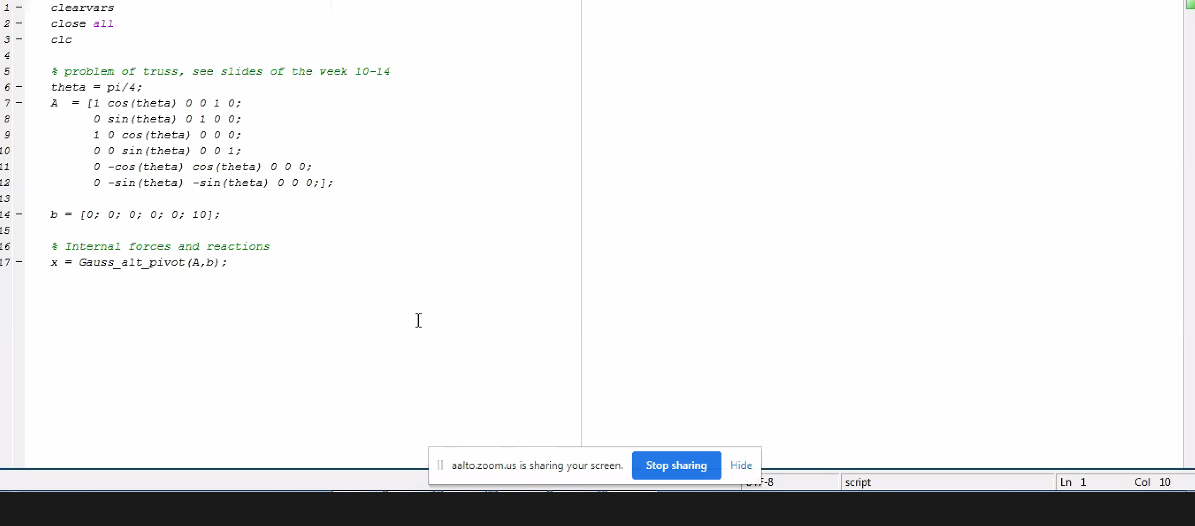 1 - clearvars
2 - close all
3 - clc
4
5 % problem of truss, see slides of the week 10-14
6 - theta = pi/4;
7 - A = [1 cos(theta) 0 0 1 0;
8 0 sin(theta) 0 1 0 0;
9 1 0 cos(theta) 0 0 0;
10 0 0 sin(theta) 0 0 1;
11 0 -cos(theta) cos(theta) 0 0 0;
12 0 -sin(theta) -sin(theta) 0 0 0;];
13
14 - b = [0; 0; 0; 0; 0; 10];
15
16 % Internal forces and reactions
17 - x = Gauss_alt_pivot(A,b);
aalto.zoom.us is sharing your screen. Stop sharing Hide
script Ln 1 Col 10